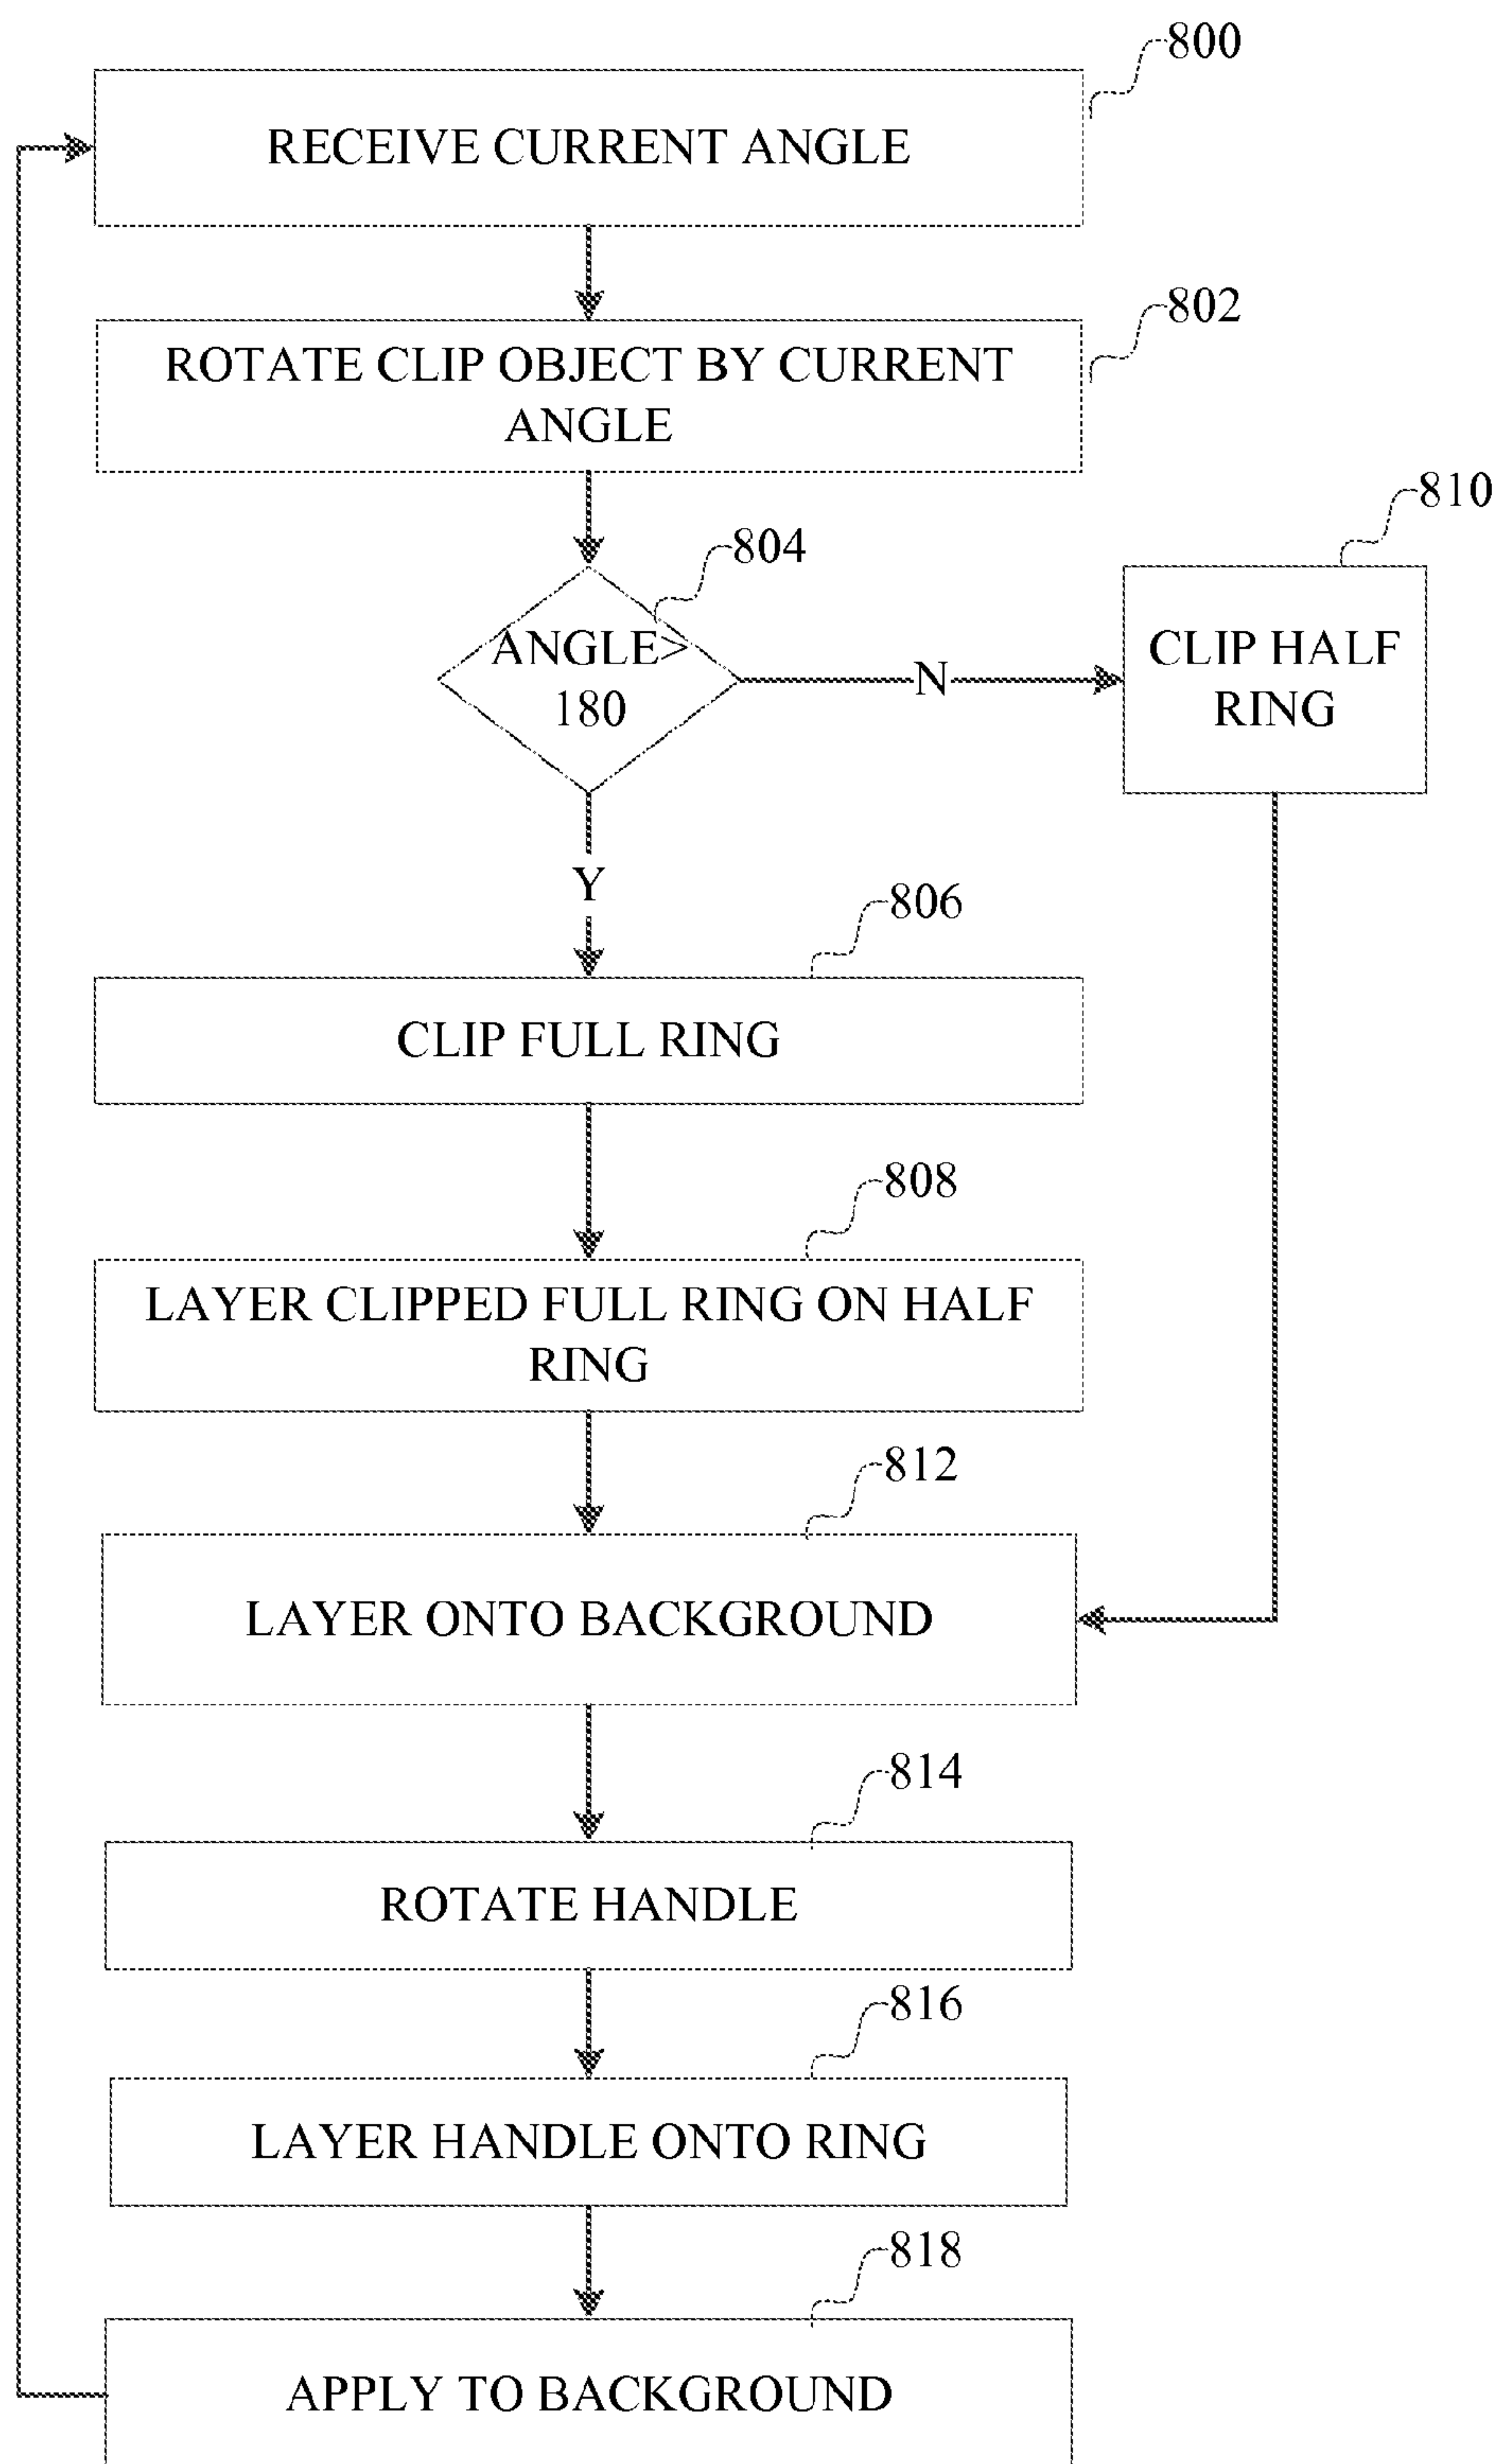 800
RECEIVE CURRENT ANGLE
802
ROTATE CLIP OBJECT BY CURRENT
ANGLE
810
804
ANGLE>
180
N
CLIP HALF
RING
Y
806
CLIP FULL RING
808
LAYER CLIPPED FULL RING ON HALF
RING
812
LAYER ONTO BACKGROUND
814
ROTATE HANDLE
816
LAYER HANDLE ONTO RING
818
APPLY TO BACKGROUND